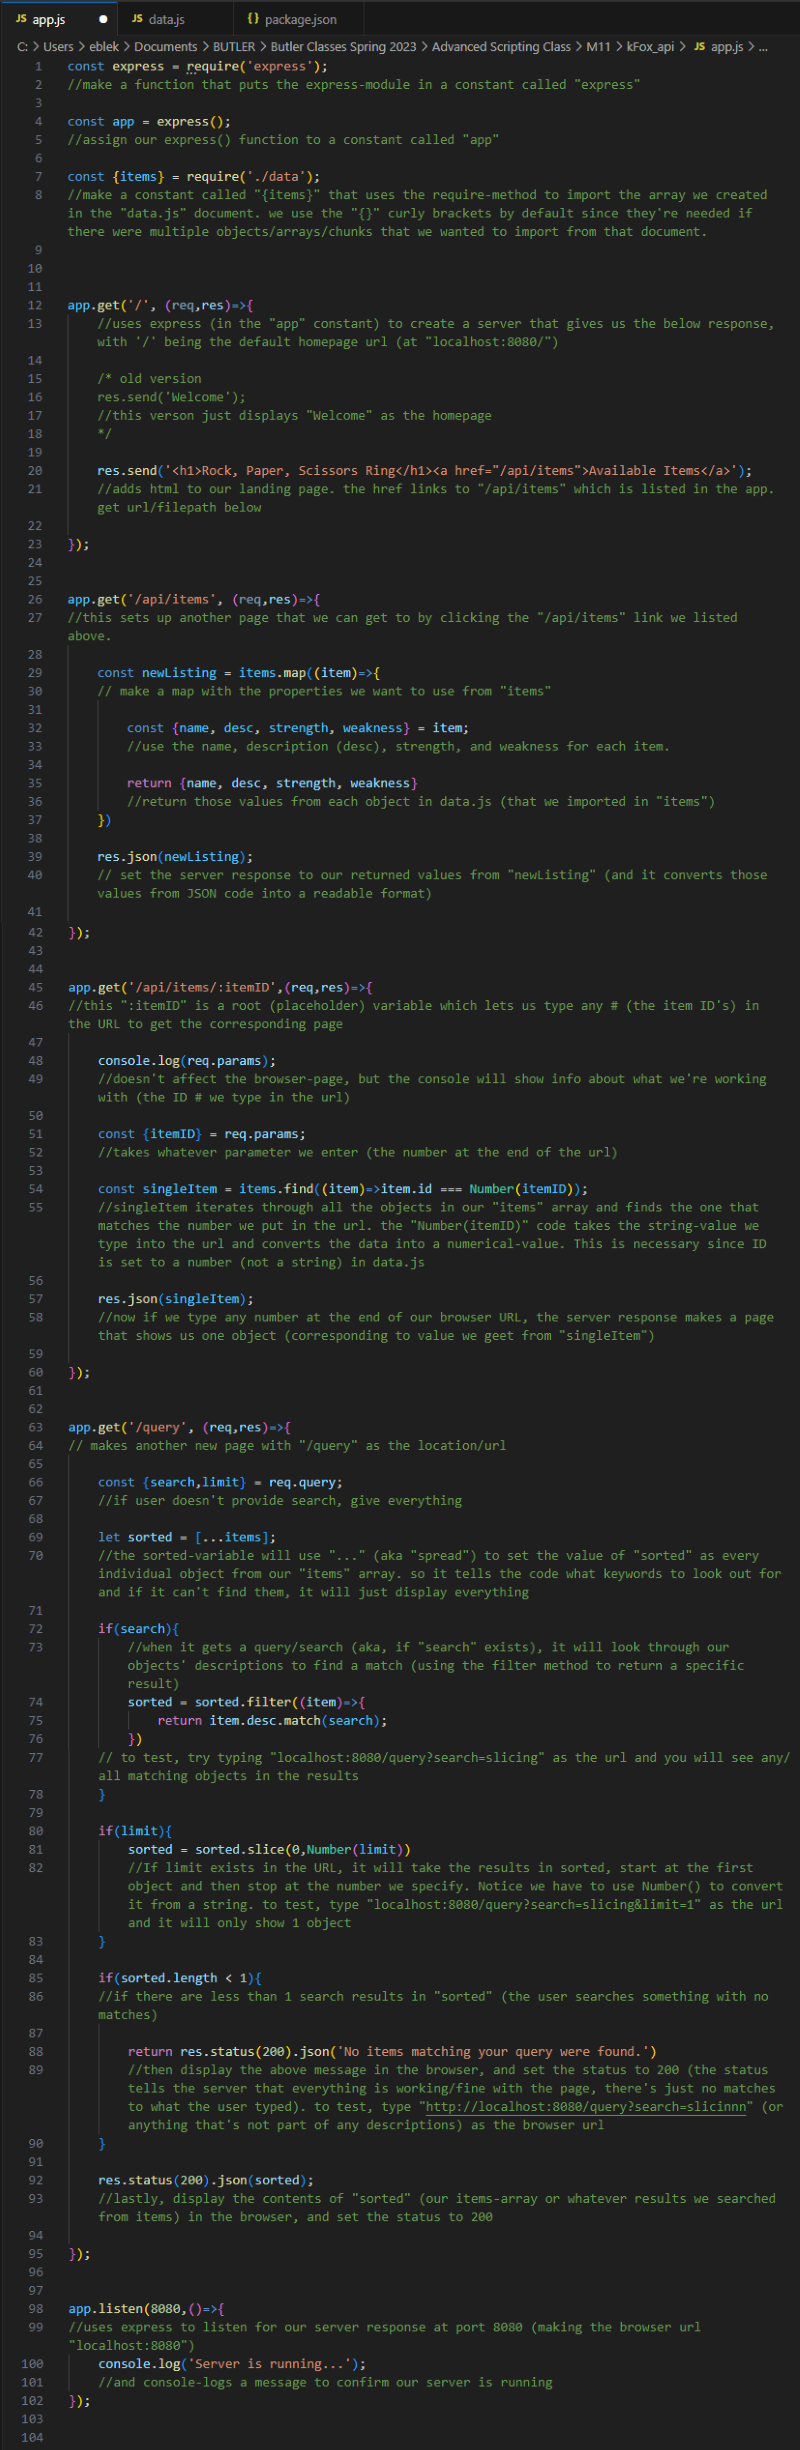 JS app.js ● JS data.js {} package.json
C: > Users > eblek > Documents > BUTLER > Butler Classes Spring 2023 > Advanced Scripting Class > M11 > kFox_api > JS app.js > ...
1 const express = require('express');
2 //make a function that puts the express-module in a constant called "express"
3
4 const app = express();
5 //assign our express() function to a constant called "app"
6
7 const {items} = require('./data');
8 //make a constant called "{items}" that uses the require-method to import the array we created
in the "data.js" document. we use the "{}" curly brackets by default since they're needed if
there were multiple objects/arrays/chunks that we wanted to import from that document.
9
10
11
12 app.get('/', (req,res)=>{
13 //uses express (in the "app" constant) to create a server that gives us the below response,
with '/' being the default homepage url (at "localhost:8080/")
14
15 /* old version
16 res.send('Welcome');
17 //this verson just displays "Welcome" as the homepage
18 */
19
20 res.send('<h1>Rock, Paper, Scissors Ring</h1><a href="/api/items">Available Items</a>');
21 //adds html to our landing page. the href links to "/api/items" which is listed in the app.
get url/filepath below
22
23 });
24
25
26 app.get('/api/items', (req,res)=>{
27 //this sets up another page that we can get to by clicking the "/api/items" link we listed
above.
28
29 const newListing = items.map((item)=>{
30 // make a map with the properties we want to use from "items"
31
32 const {name, desc, strength, weakness} = item;
33 //use the name, description (desc), strength, and weakness for each item.
34
35 return {name, desc, strength, weakness}
36 //return those values from each object in data.js (that we imported in "items")
37 })
38
39 res.json(newListing);
40 // set the server response to our returned values from "newListing" (and it converts those
values from JSON code into a readable format)
41
42 });
43
44
45 app.get('/api/items/:itemID',(req,res)=>{
46 //this ":itemID" is a root (placeholder) variable which lets us type any # (the item ID's) in
the URL to get the corresponding page
47
48 console.log(req.params);
49 //doesn't affect the browser-page, but the console will show info about what we're working
with (the ID # we type in the url)
50
51 const {itemID} = req.params;
52 //takes whatever parameter we enter (the number at the end of the url)
53
54 const singleItem = items.find((item)=>item.id === Number(itemID));
55 //singleItem iterates through all the objects in our "items" array and finds the one that
matches the number we put in the url. the "Number(itemID)" code takes the string-value we
type into the url and converts the data into a numerical-value. This is necessary since ID
is set to a number (not a string) in data.js
56
57 res.json(singleItem);
58 //now if we type any number at the end of our browser URL, the server response makes a page
that shows us one object (corresponding to value we geet from "singleItem")
59
60 });
61
62
63 app.get('/query', (req,res)=>{
64 // makes another new page with "/query" as the location/url
65
66 const {search,limit} = req.query;
67 //if user doesn't provide search, give everything
68
69 let sorted = [...items];
70 //the sorted-variable will use "..." (aka "spread") to set the value of "sorted" as every
individual object from our "items" array. so it tells the code what keywords to look out for
and if it can't find them, it will just display everything
71
72 if(search){
73 //when it gets a query/search (aka, if "search" exists), it will look through our
objects' descriptions to find a match (using the filter method to return a specific
result)
74 sorted = sorted.filter((item)=>{
75 return item.desc.match(search);
76 })
77 // to test, try typing "localhost:8080/query?search=slicing" as the url and you will see any/
all matching objects in the results
78 }
79
80 if(limit){
81 sorted = sorted.slice(0,Number(limit))
82 //If limit exists in the URL, it will take the results in sorted, start at the first
object and then stop at the number we specify. Notice we have to use Number() to convert
it from a string. to test, type "localhost:8080/query?search=slicing&limit=1" as the url
and it will only show 1 object
83 }
84
85 if(sorted.length < 1){
86 //if there are less than 1 search results in "sorted" (the user searches something with no
matches)
87
88 return res.status(200).json('No items matching your query were found.')
89 //then display the above message in the browser, and set the status to 200 (the status
tells the server that everything is working/fine with the page, there's just no matches
to what the user typed). to test, type "http://localhost:8080/query?search=slicinnn" (or
anything that's not part of any descriptions) as the browser url
90 }
91
92 res.status(200).json(sorted);
93 //lastly, display the contents of "sorted" (our items-array or whatever results we searched
from items) in the browser, and set the status to 200
94
95 });
96
97
98 app.listen(8080,()=>{
99 //uses express to listen for our server response at port 8080 (making the browser url
"localhost:8080")
100 console.log('Server is running...');
101 //and console-logs a message to confirm our server is running
102 });
103
104